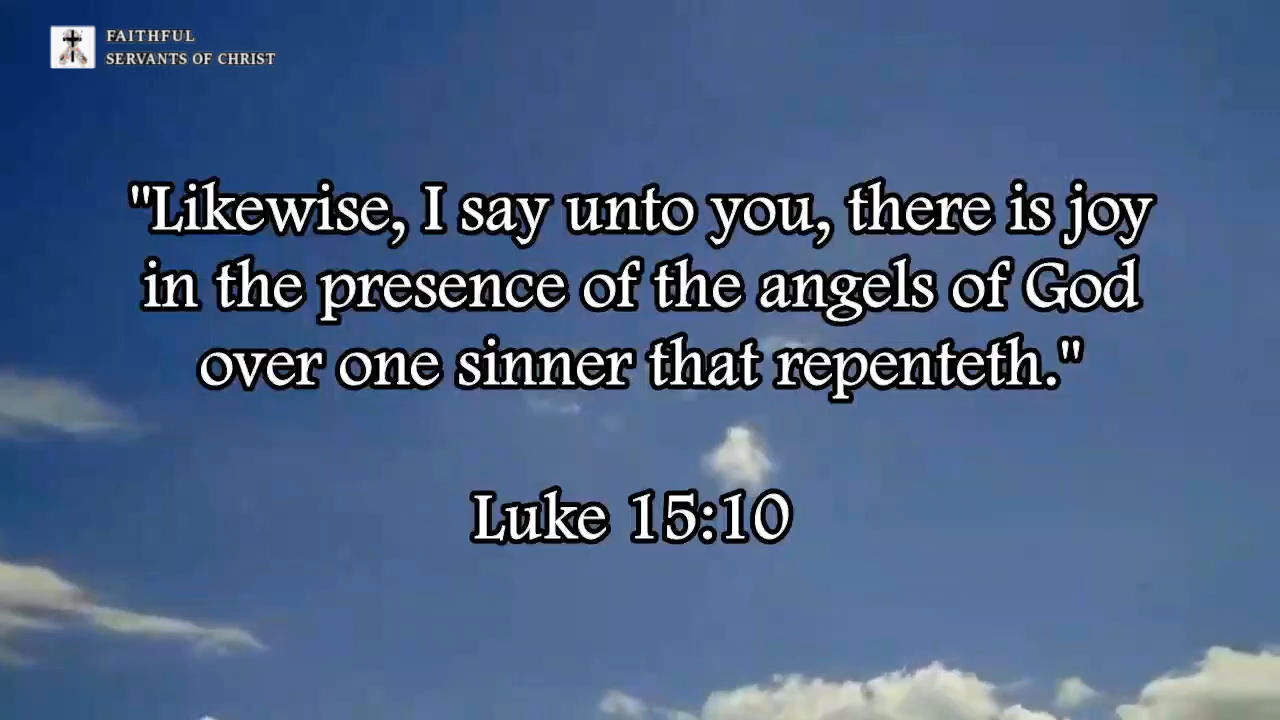 FAITHFUL
SERVANTS OF CHRIST
"Likewise, I say unto you, there is joy
in the presence of the angels of God
over one sinner that repenteth."
Luke 15:10